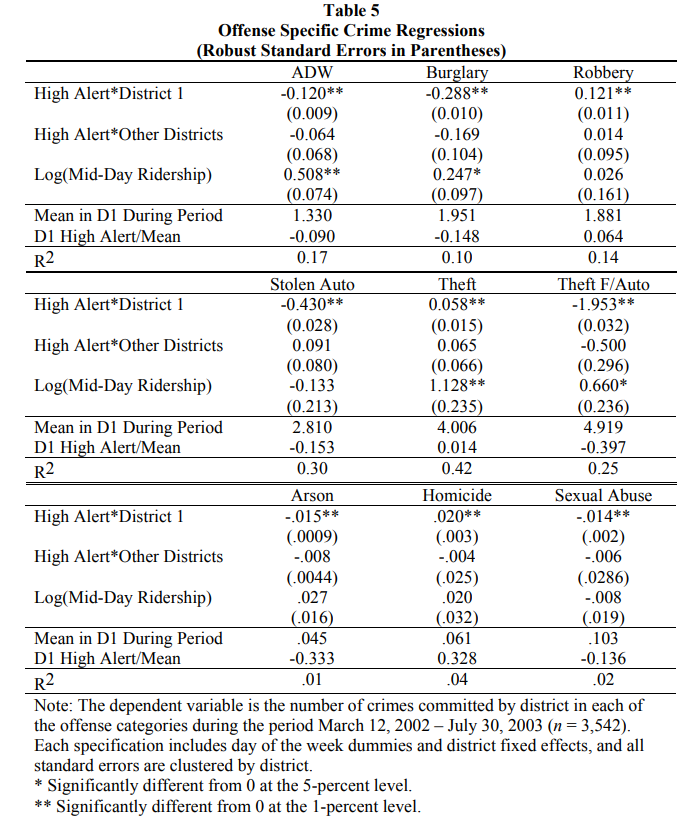 Table 5
Offense Specific Crime Regressions
(Robust Standard Errors in Parentheses)
ADW Burglary Robbery
High Alert*District 1 -0.120** -0.288** 0.121**
(0.009) (0.010) (0.011)
High Alert*Other Districts -0.064 -0.169 0.014
(0.068) (0.104) (0.095)
Log(Mid-Day Ridership) 0.508** 0.247* 0.026
(0.074) (0.097) (0.161)
Mean in D1 During Period 1.330 1.951 1.881
D1 High Alert/Mean -0.090 -0.148 0.064
R2 0.17 0.10 0.14
Stolen Auto Theft Theft F/Auto
High Alert*District 1 -0.430** 0.058** -1.953**
(0.028) (0.015) (0.032)
High Alert*Other Districts 0.091 0.065 -0.500
(0.080) (0.066) (0.296)
Log(Mid-Day Ridership) -0.133 1.128** 0.660*
(0.213) (0.235) (0.236)
Mean in D1 During Period 2.810 4.006 4.919
D1 High Alert/Mean -0.153 0.014 -0.397
R2 0.30 0.42 0.25
Arson Homicide Sexual Abuse
High Alert*District 1 -.015** .020** -.014**
(.0009) (.003) (.002)
High Alert*Other Districts -.008 -.004 -.006
(.0044) (.025) (.0286)
Log(Mid-Day Ridership) .027 .020 -.008
(.016) (.032) (.019)
Mean in D1 During Period .045 .061 .103
D1 High Alert/Mean -0.333 0.328 -0.136
R2 .01 .04 .02
Note: The dependent variable is the number of crimes committed by district in each of
the offense categories during the period March 12, 2002 – July 30, 2003 (n = 3,542).
Each specification includes day of the week dummies and district fixed effects, and all
standard errors are clustered by district.
* Significantly different from 0 at the 5-percent level.
** Significantly different from 0 at the 1-percent level.